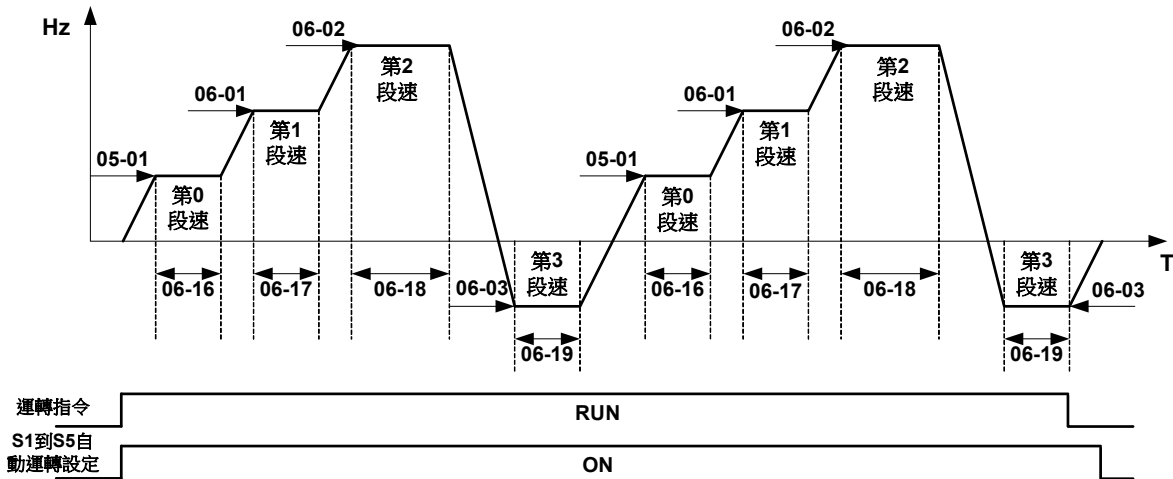 Hz
06-02
06-02
第2
段速
第2
段速
06-01
06-01
第1
段速
第1
段速
05-01
05-01
第0
段速
第0
段速
T
第3
段速
第3
段速
06-16
06-17
06-18
06-03
06-16
06-17
06-18
06-03
06-19
06-19
運轉指令
RUN
S1到S5自
動運轉設定
ON